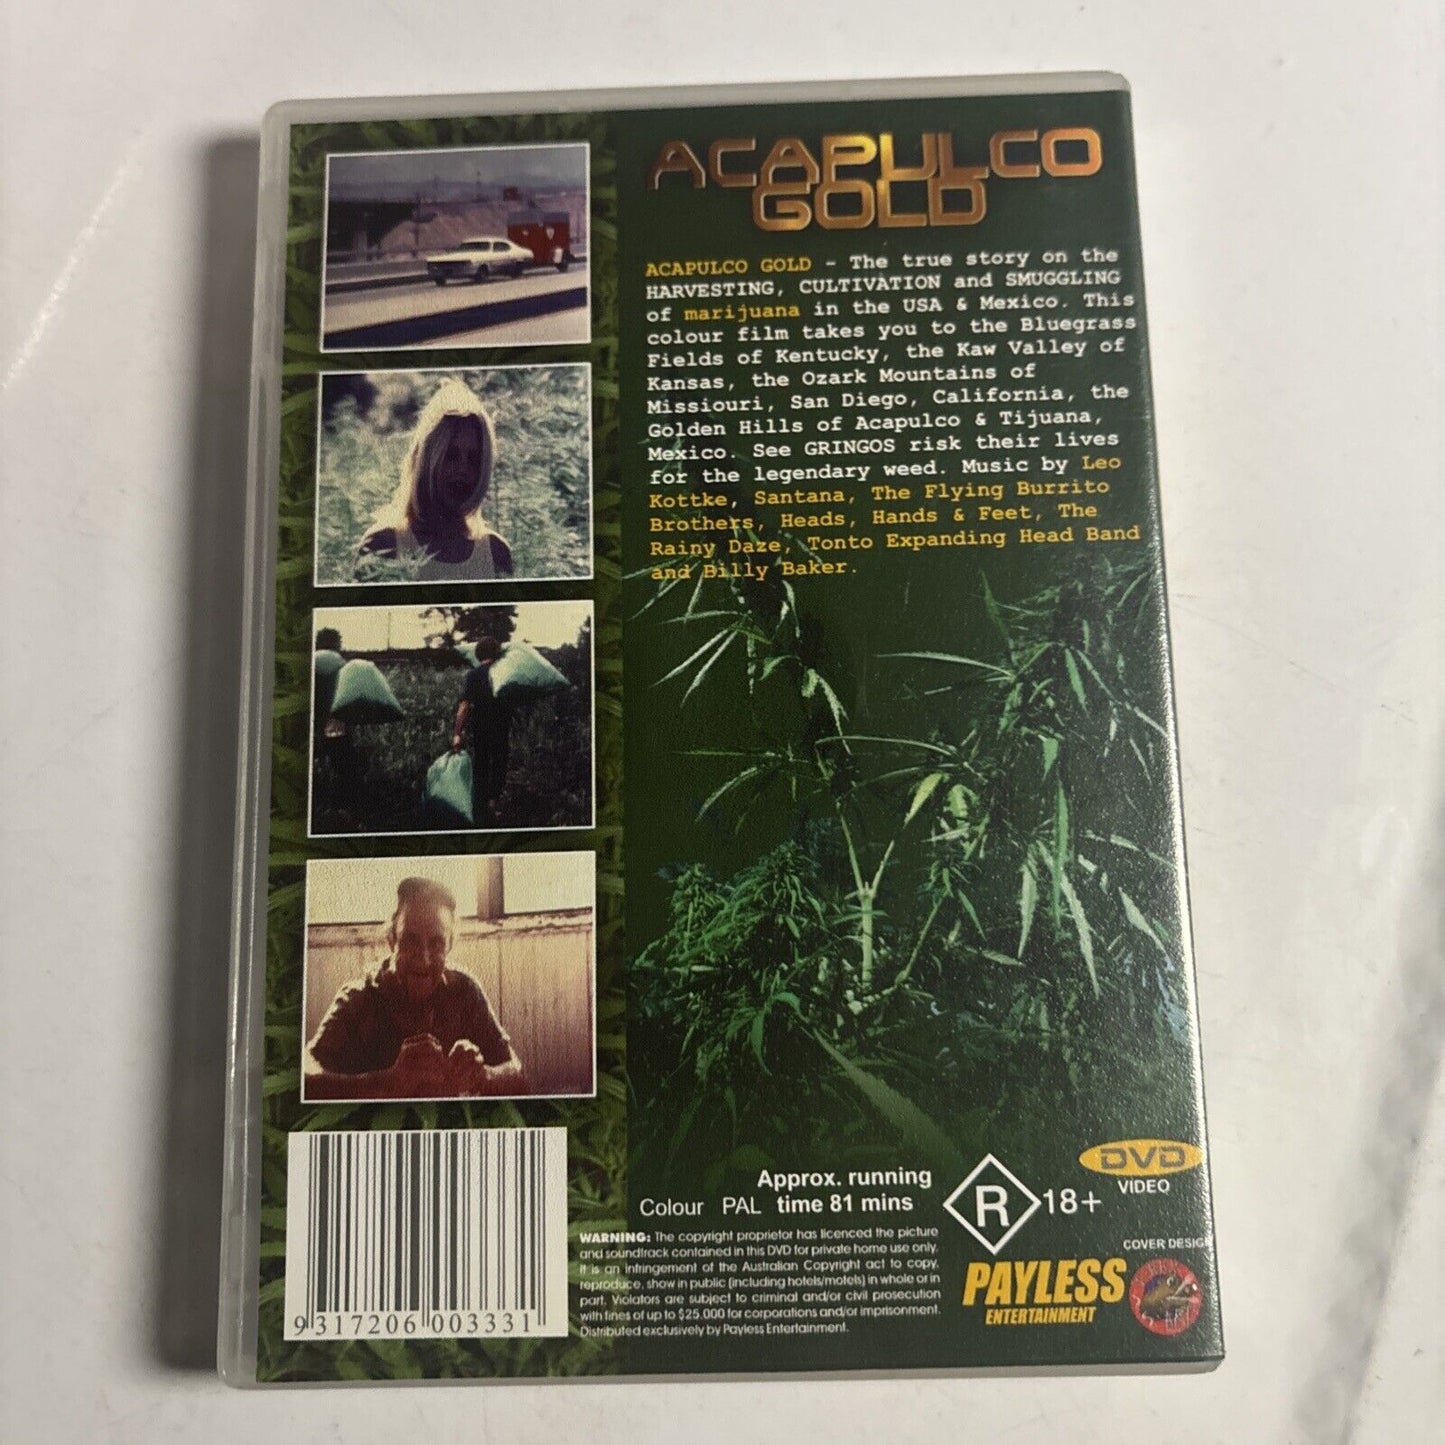 ACAPULCO
GOLD
ACAPULCO GOLD - The true story on the
HARVESTING, CULTIVATION and SMUGGLING
of marijuana in the USA & Mexico. This
colour film takes you to the Bluegrass
Fields of Kentucky, the Kaw Valley of
Kansas, the Ozark Mountains of
Missiouri, San Diego, California, the
Golden Hills of Acapulco & Tijuana,
Mexico. See GRINGOS risk their lives
for the legendary weed. Music by Leo
Kottke, Santana, The Flying Burrito
Brothers, Heads, Hands & Feet, The
Rainy Daze, Tonto Expanding Head Band
and Billy Baker.
Approx. running
Colour PAL time 81 mins
R 18+
DVD
VIDEO
WARNING: The copyright proprietor has licenced the picture
and soundtrack contained in this DVD for private home use only.
It is an infringement of the Australian Copyright act to copy,
reproduce, show in public (including hotels/motels) in whole or in
part. Violators are subject to criminal and/or civil prosecution
with fines of up to $25.000 for corporations and/or imprisonment.
Distributed exclusively by Payless Entertainment.
PAYLESS
ENTERTAINMENT
COVER DESIGN
9 317206 003331